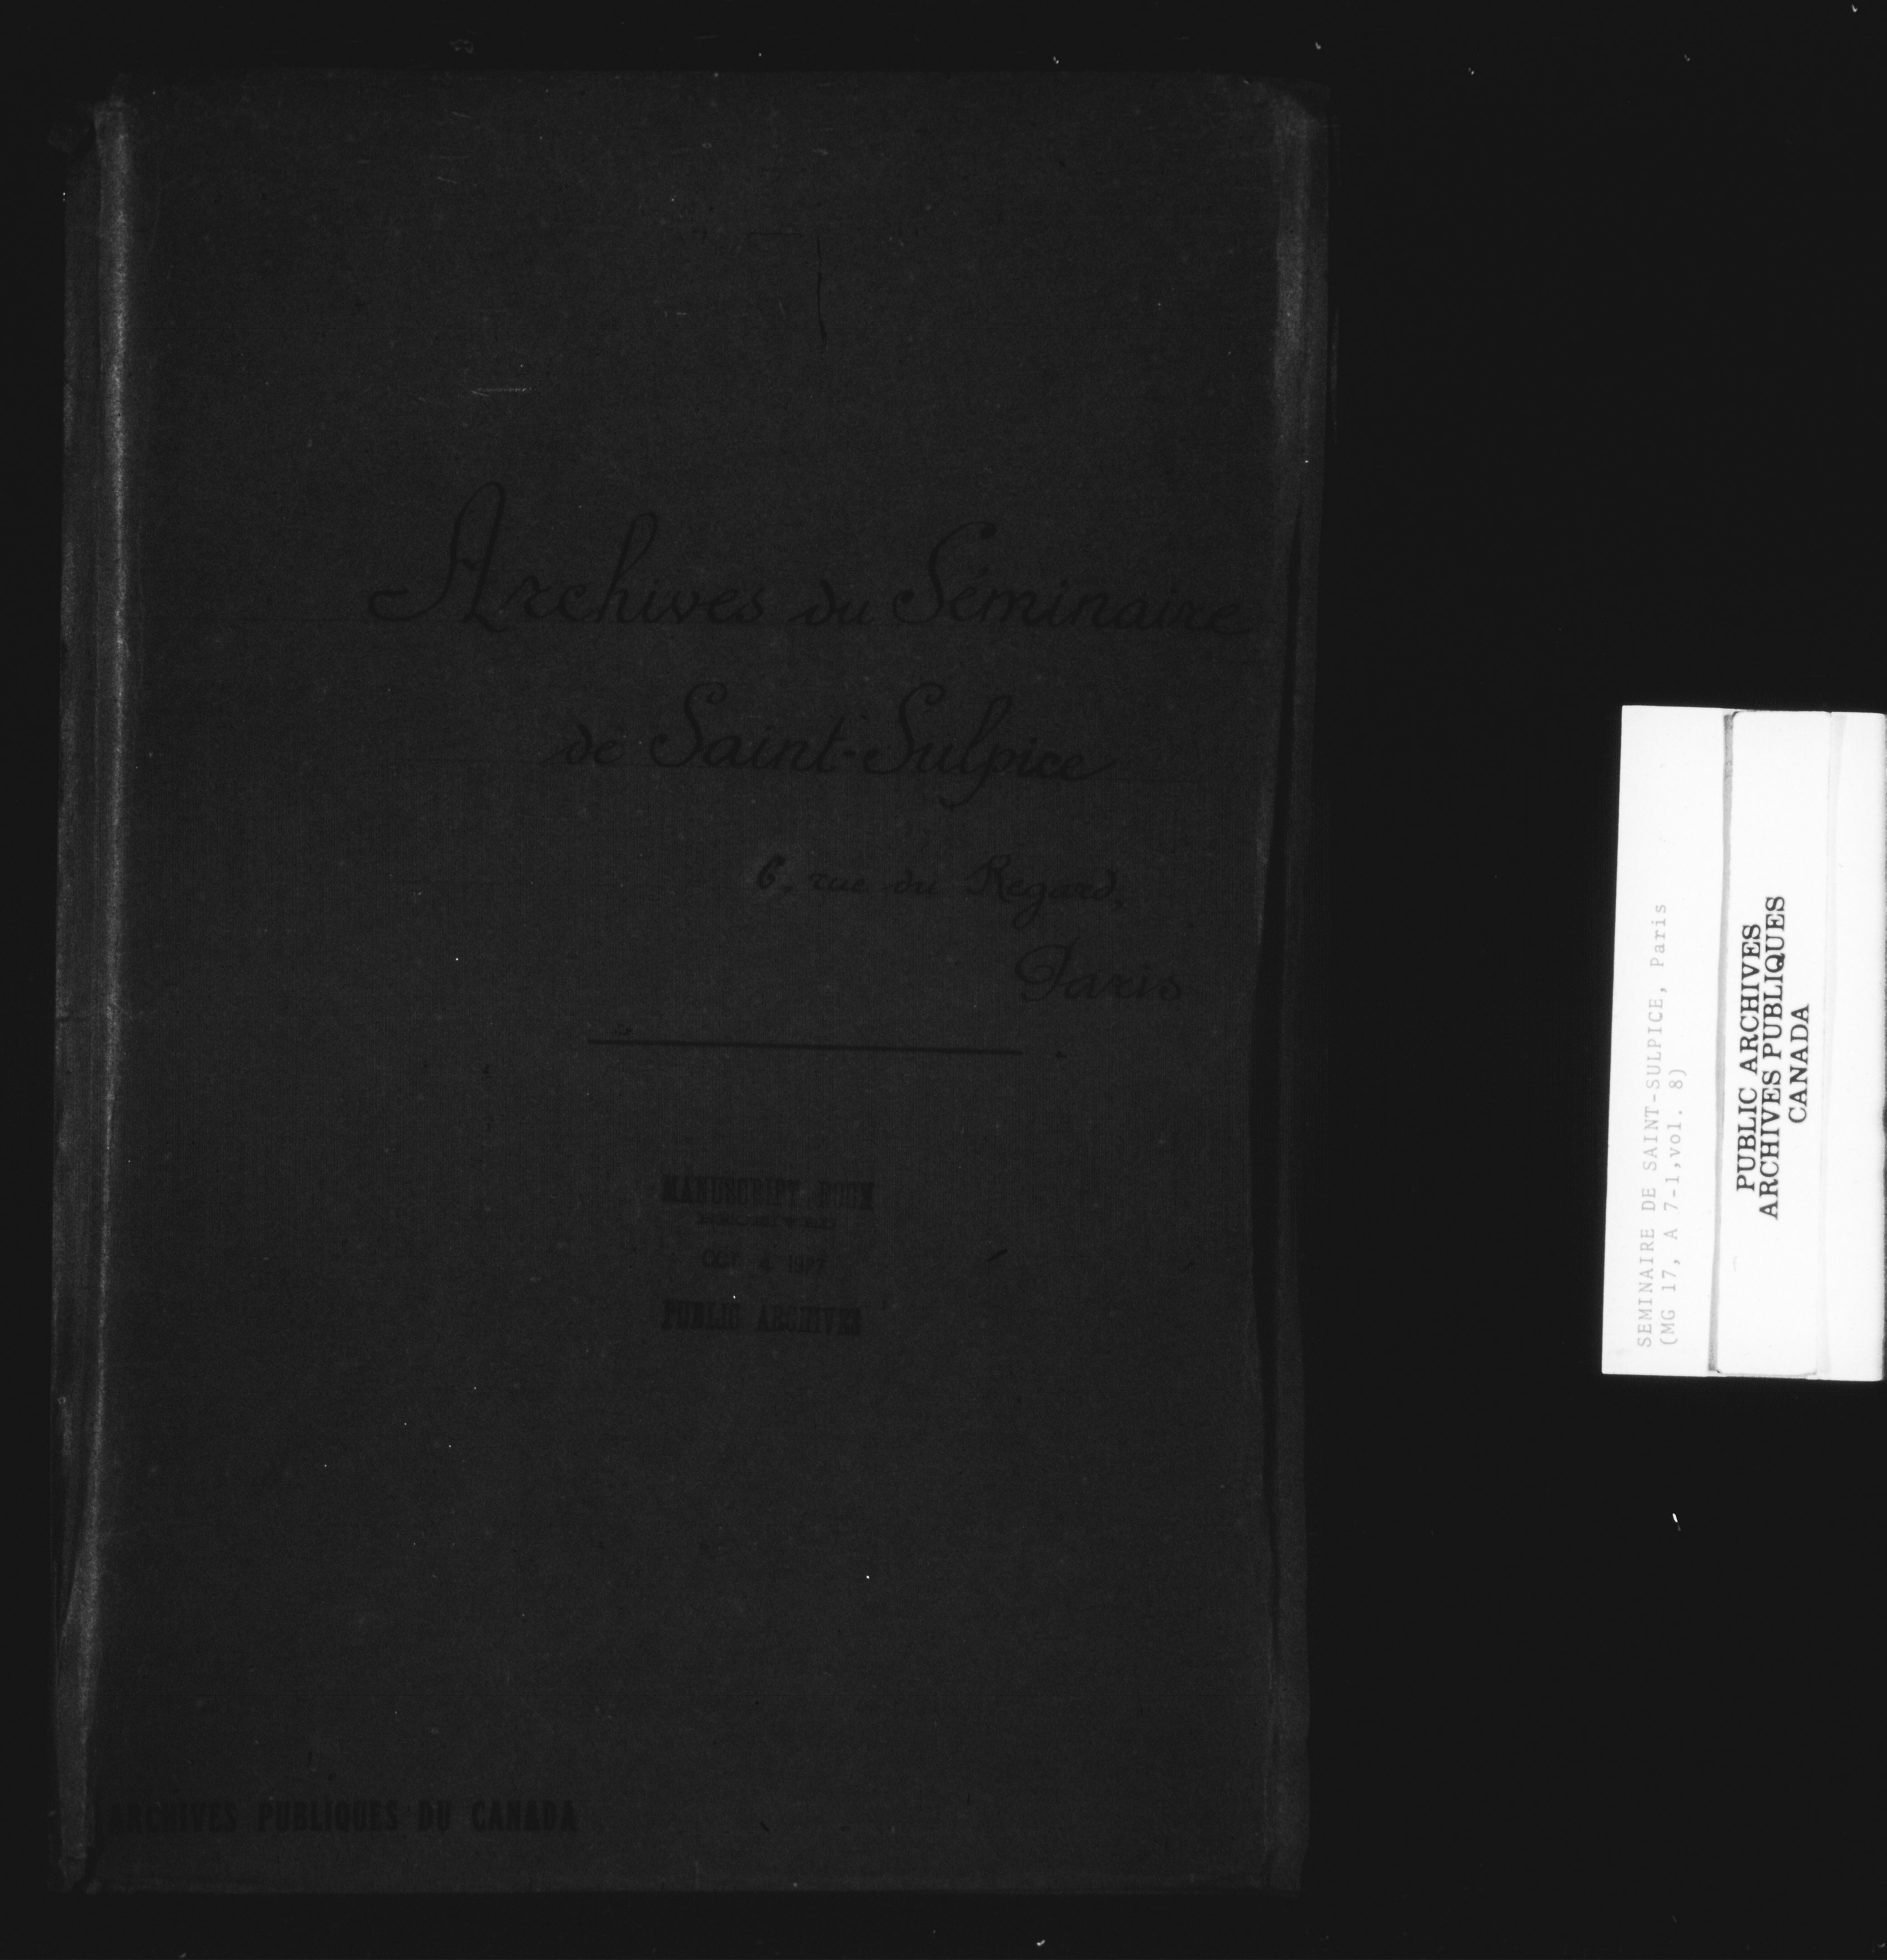 Archives du Séminaire
de Saint-Sulpice
6, rue du Regard,
Paris
MANUSCRIPT ROOM
OCT 4 1927
PUBLIC ARCHIVES
ARCHIVES PUBLIQUES DU CANADA
SEMINAIRE DE SAINT-SULPICE, Paris
(MG 17, A 7-1,vol. 8)
PUBLIC ARCHIVES
ARCHIVES PUBLIQUES
CANADA